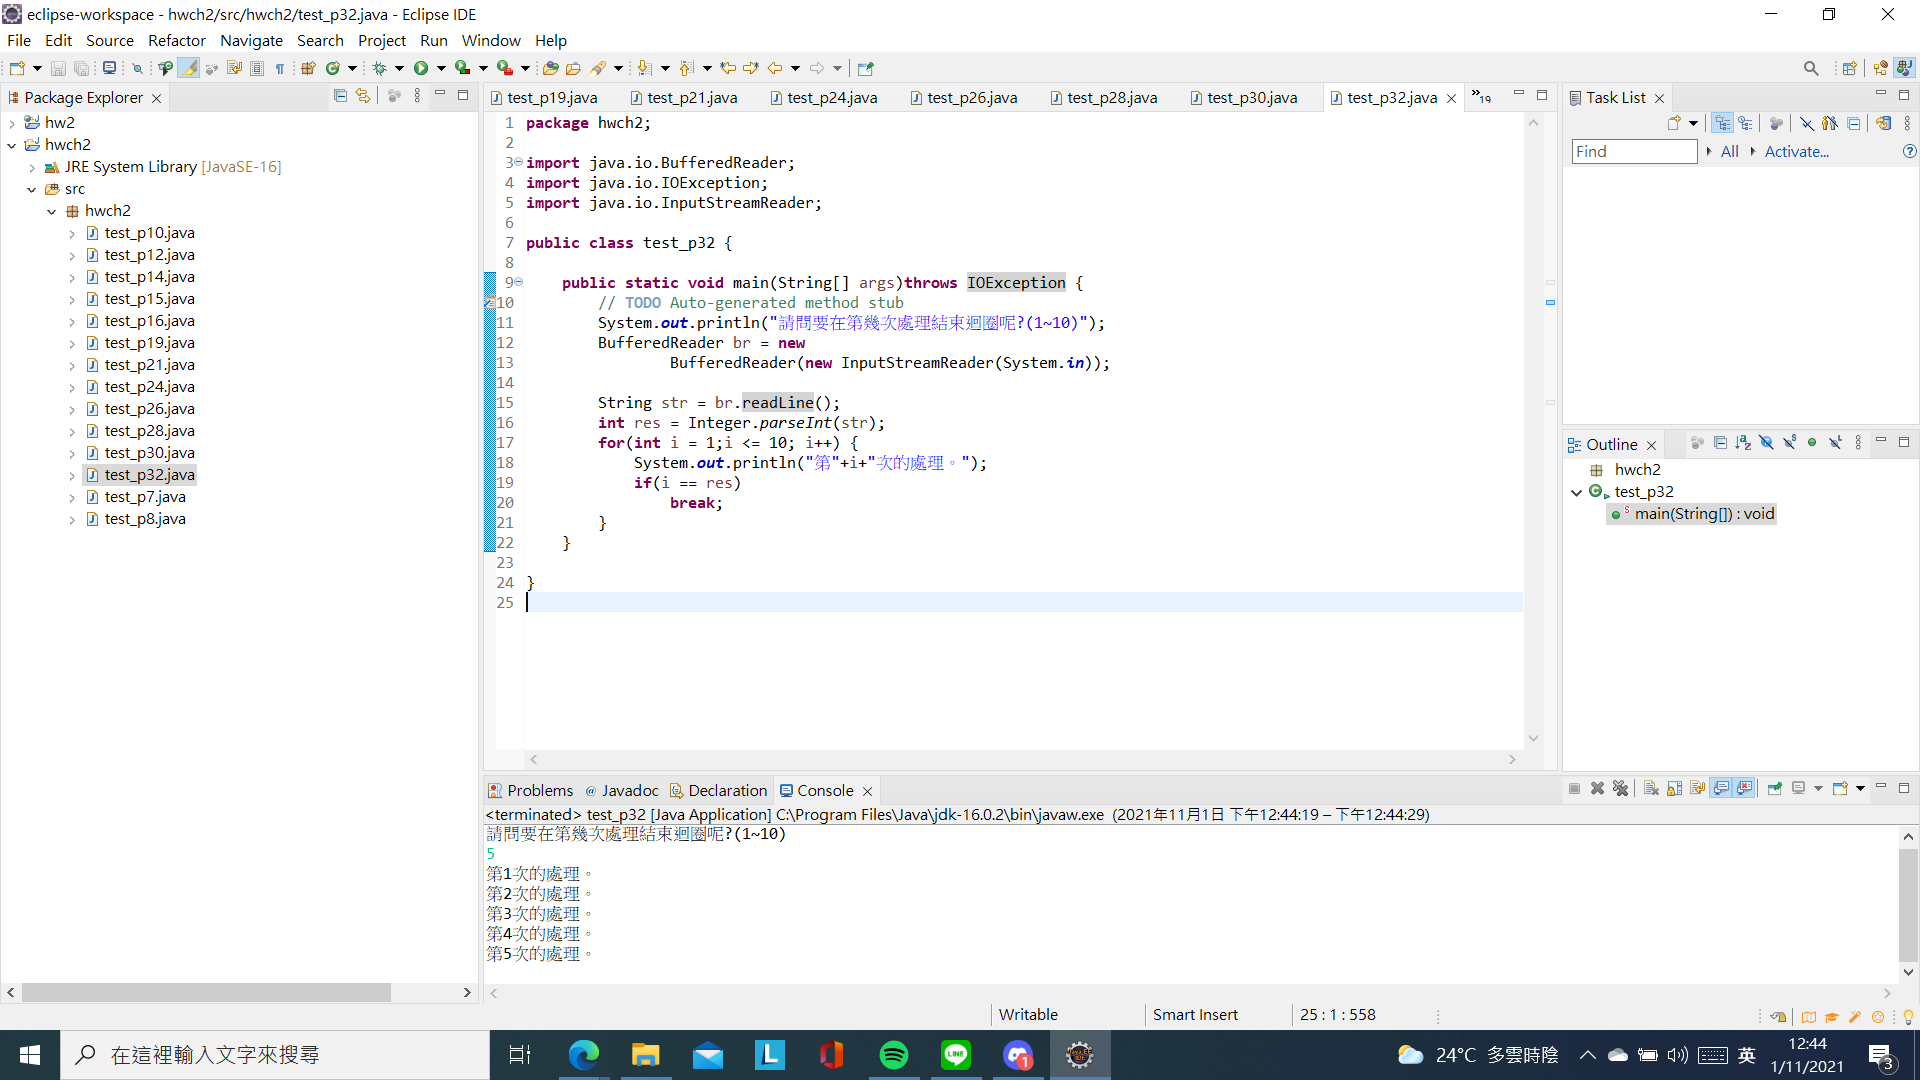 eclipse-workspace - hwch2/src/hwch2/test_p32.java - Eclipse IDE
File Edit Source Refactor Navigate Search Project Run Window Help
Package Explorer
hw2
hwch2
JRE System Library [JavaSE-16]
src
hwch2
test_p10.java
test_p12.java
test_p14.java
test_p15.java
test_p16.java
test_p19.java
test_p21.java
test_p24.java
test_p26.java
test_p28.java
test_p30.java
test_p32.java
test_p7.java
test_p8.java
test_p19.java test_p21.java test_p24.java test_p26.java test_p28.java test_p30.java test_p32.java »19
1 package hwch2;
2
3 import java.io.BufferedReader;
4 import java.io.IOException;
5 import java.io.InputStreamReader;
6
7 public class test_p32 {
8
9 public static void main(String[] args)throws IOException {
10 // TODO Auto-generated method stub
11 System.out.println("請問要在第幾次處理結束迴圈呢?(1~10)");
12 BufferedReader br = new
13 BufferedReader(new InputStreamReader(System.in));
14
15 String str = br.readLine();
16 int res = Integer.parseInt(str);
17 for(int i = 1;i <= 10; i++) {
18 System.out.println("第"+i+"次的處理。");
19 if(i == res)
20 break;
21 }
22 }
23
24 }
25
Task List
Find All Activate...
Outline
hwch2
test_p32
main(String[]) : void
Problems Javadoc Declaration Console
<terminated> test_p32 [Java Application] C:\Program Files\Java\jdk-16.0.2\bin\javaw.exe (2021年11月1日 下午12:44:19 – 下午12:44:29)
請問要在第幾次處理結束迴圈呢?(1~10)
5
第1次的處理。
第2次的處理。
第3次的處理。
第4次的處理。
第5次的處理。
Writable Smart Insert 25 : 1 : 558
在這裡輸入文字來搜尋
L
LINE
1
24°C 多雲時陰
英
12:44
1/11/2021
3